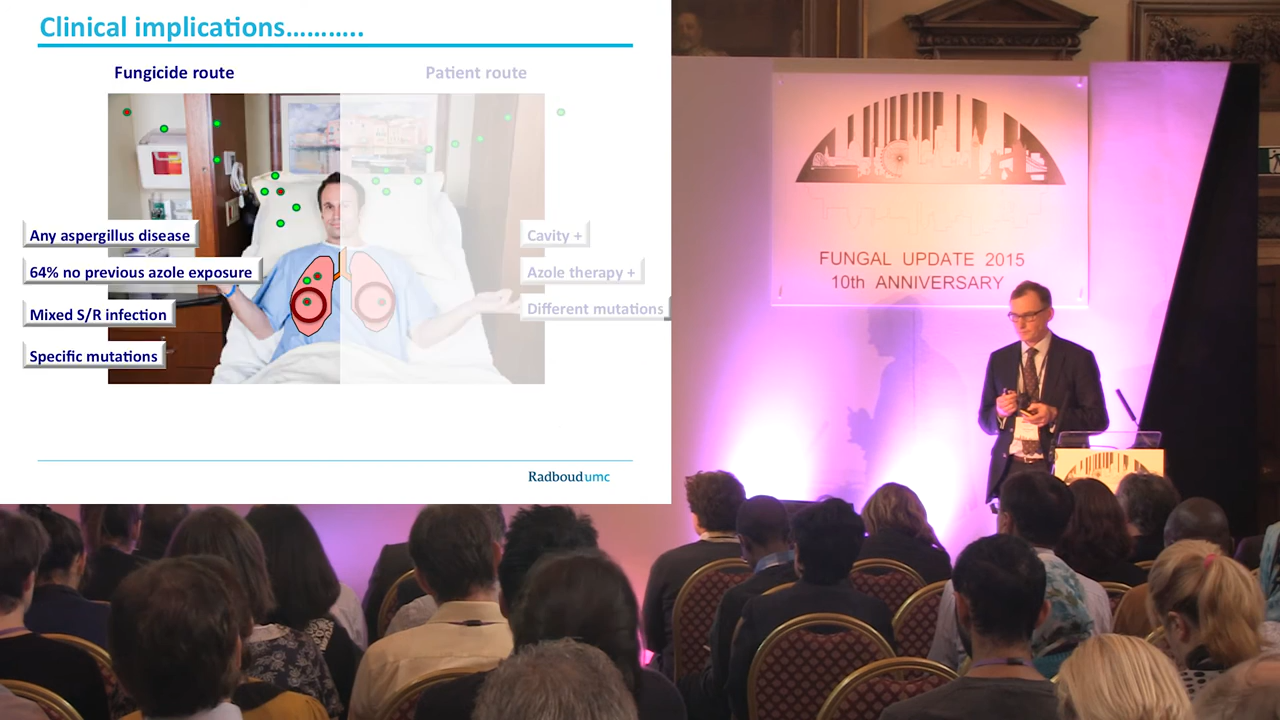 Clinical implications...........
Fungicide route
Patient route
Any aspergillus disease
64% no previous azole exposure
Mixed S/R infection
Specific mutations
Cavity +
Azole therapy +
Different mutations
Radboudumc
FUNGAL UPDATE 2015
10th ANNIVERSARY